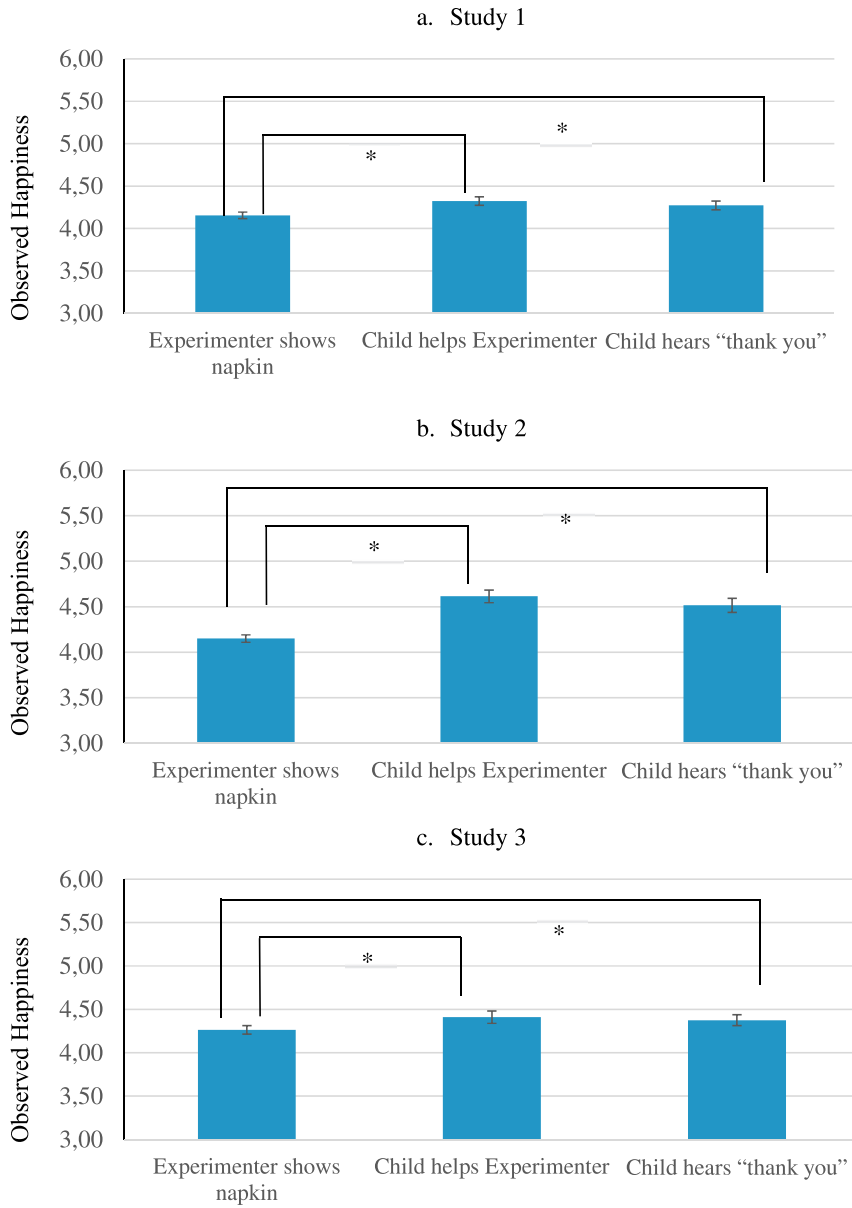 a. Study 1
Observed Happiness
6,00
5,50
5,00
4,50
4,00
3,50
3,00
*
*
Experimenter shows
napkin
Child helps Experimenter
Child hears “thank you”
b. Study 2
Observed Happiness
6,00
5,50
5,00
4,50
4,00
3,50
3,00
*
*
Experimenter shows
napkin
Child helps Experimenter
Child hears “thank you”
c. Study 3
Observed Happiness
6,00
5,50
5,00
4,50
4,00
3,50
3,00
*
*
Experimenter shows
napkin
Child helps Experimenter
Child hears “thank you”